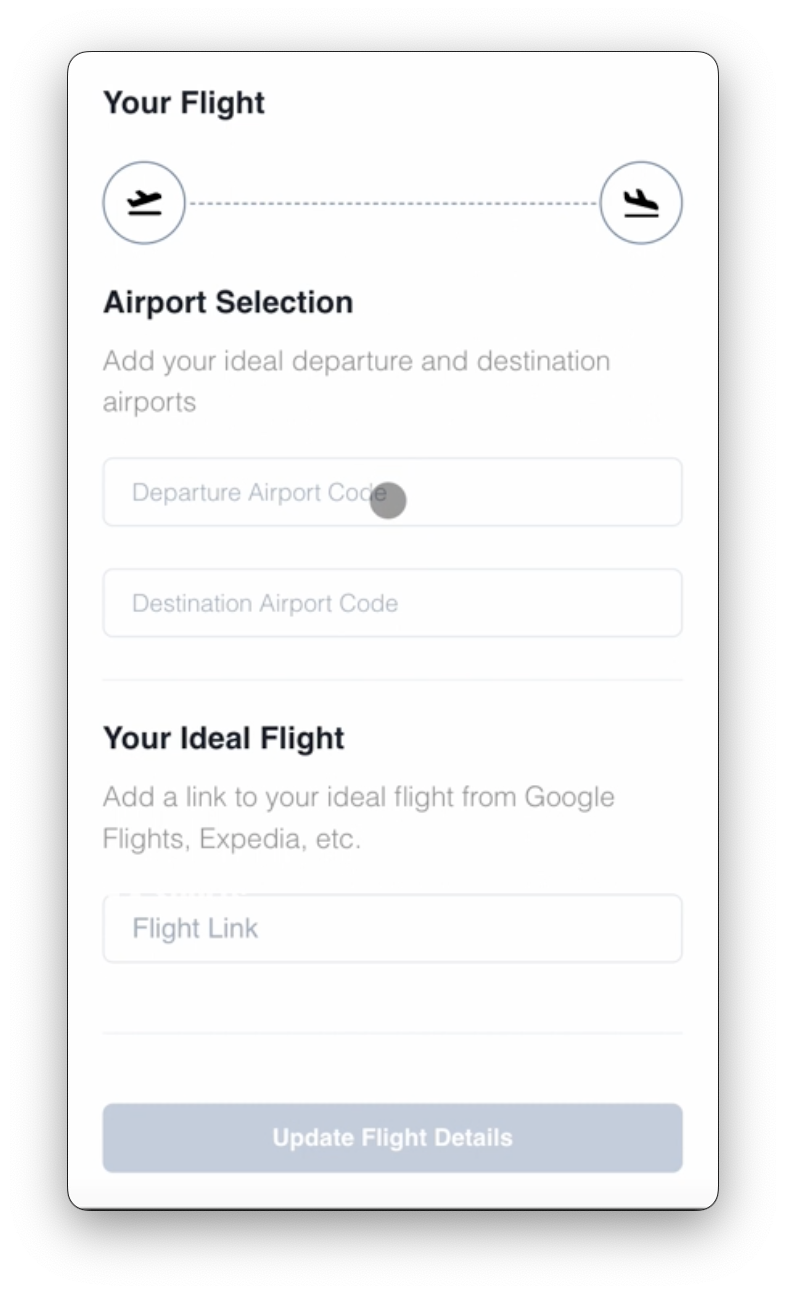 Your Flight
Airport Selection
Add your ideal departure and destination
airports
Departure Airport Code
Destination Airport Code
Your Ideal Flight
Add a link to your ideal flight from Google
Flights, Expedia, etc.
Flight Link
Update Flight Details